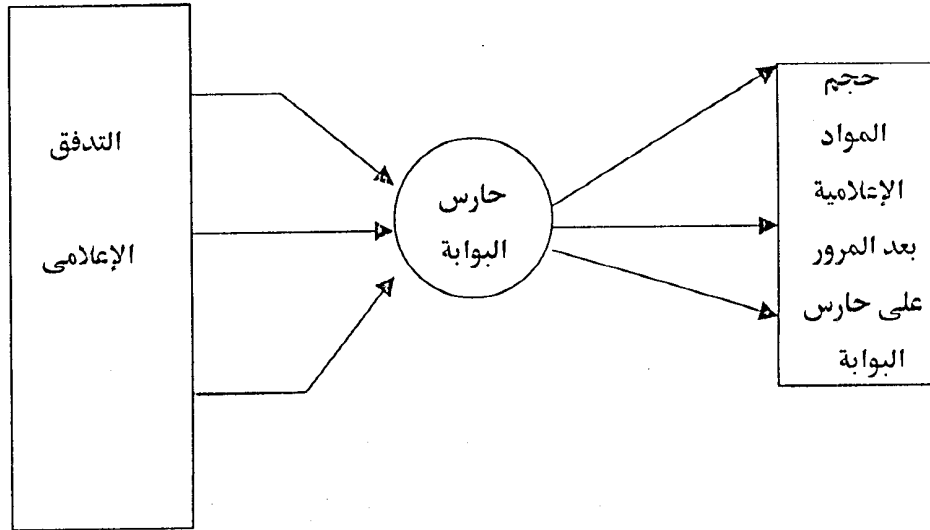 التدفق
الإعلامى
حارس
البوابة
حجم
المواد
الإعلامية
بعد المرور
على حارس
البوابة